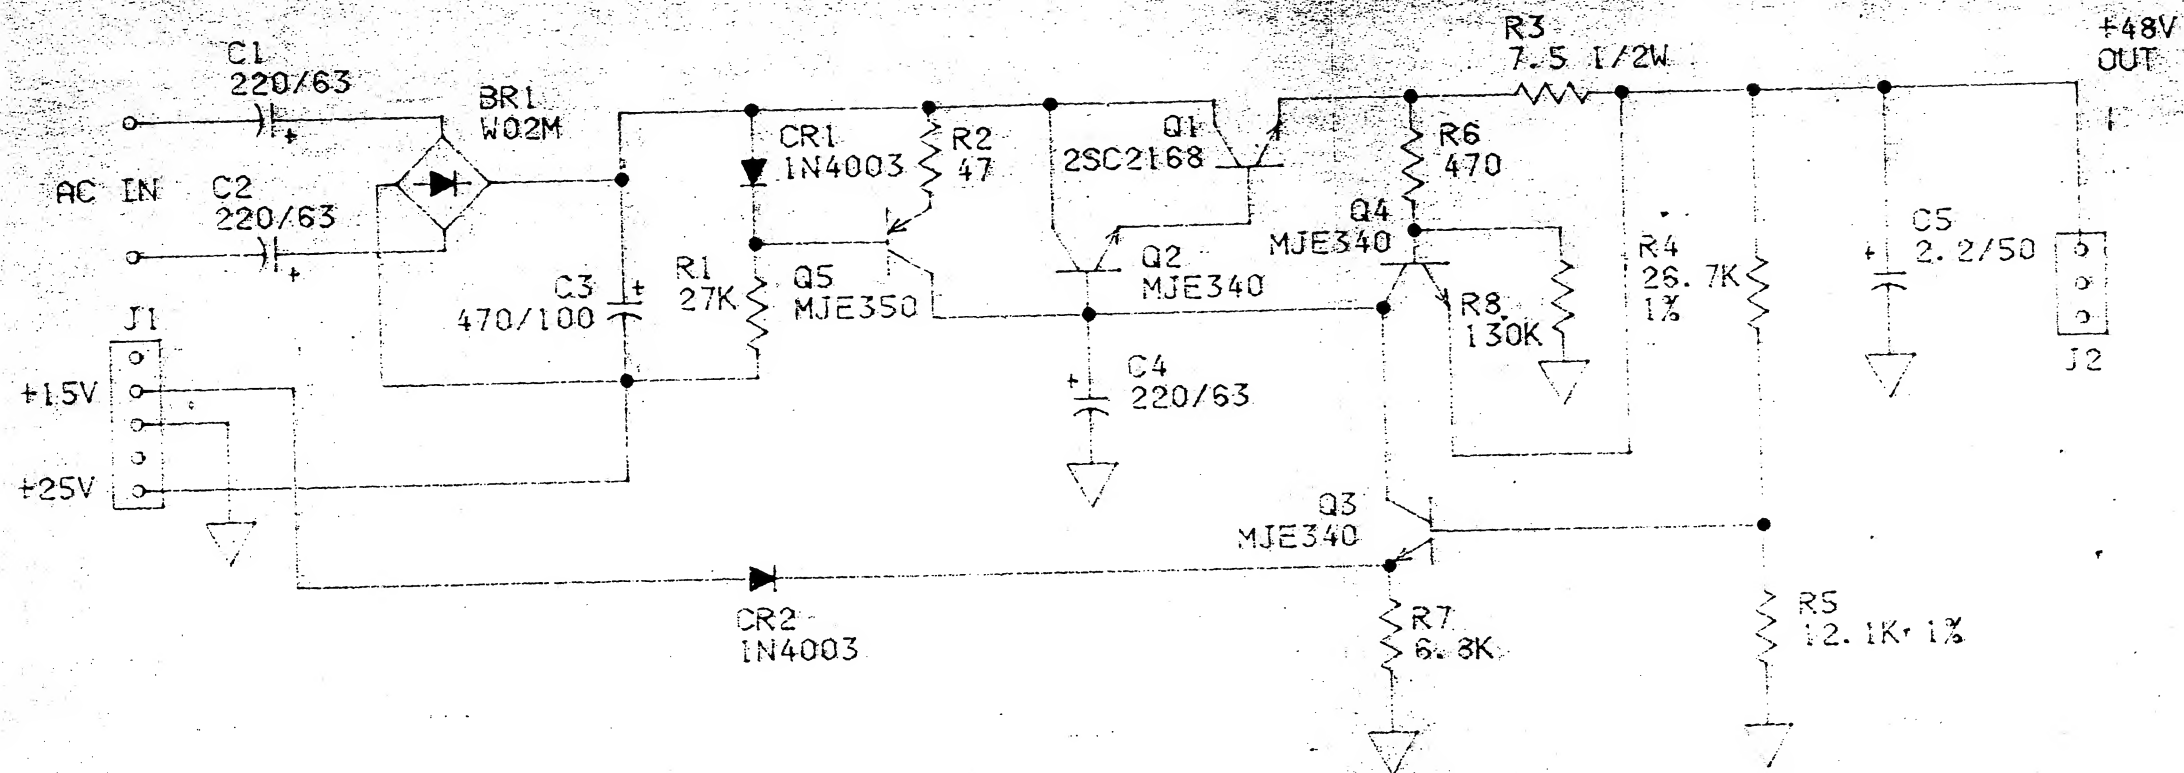 C1
220/63
BR1
W02M
AC IN
C2
220/63
J1
+15V
+25V
C3
470/100
R1
27K
CR1
1N4003
R2
47
Q5
MJE350
Q1
2SC2168
Q2
MJE340
C4
220/63
R3
7.5 1/2W
R6
470
Q4
MJE340
R8
130K
R4
26.7K
1%
C5
2.2/50
+48V
OUT
J2
Q3
MJE340
CR2
1N4003
R7
6.8K
R5
12.1K 1%